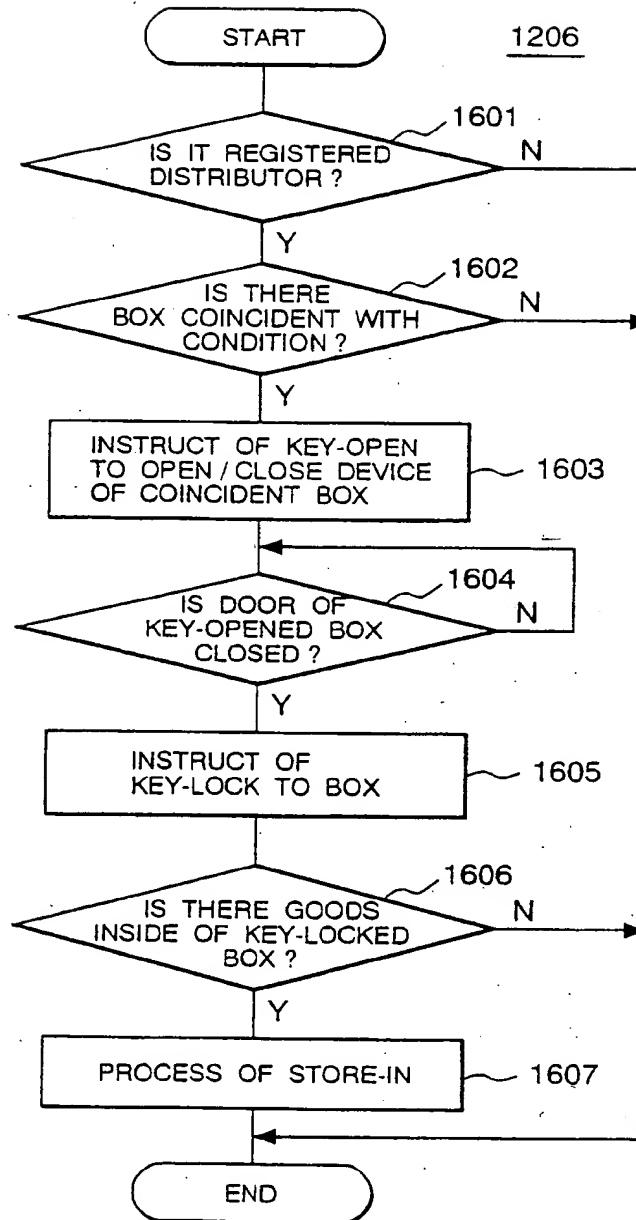 START
1206
1601
IS IT REGISTERED
DISTRIBUTOR ?
N
Y
1602
IS THERE
BOX COINCIDENT WITH
CONDITION ?
N
Y
INSTRUCT OF KEY-OPEN
TO OPEN / CLOSE DEVICE
OF COINCIDENT BOX
1603
1604
IS DOOR OF
KEY-OPENED BOX
CLOSED ?
N
Y
INSTRUCT OF
KEY-LOCK TO BOX
1605
1606
IS THERE GOODS
INSIDE OF KEY-LOCKED
BOX ?
N
Y
PROCESS OF STORE-IN
1607
END